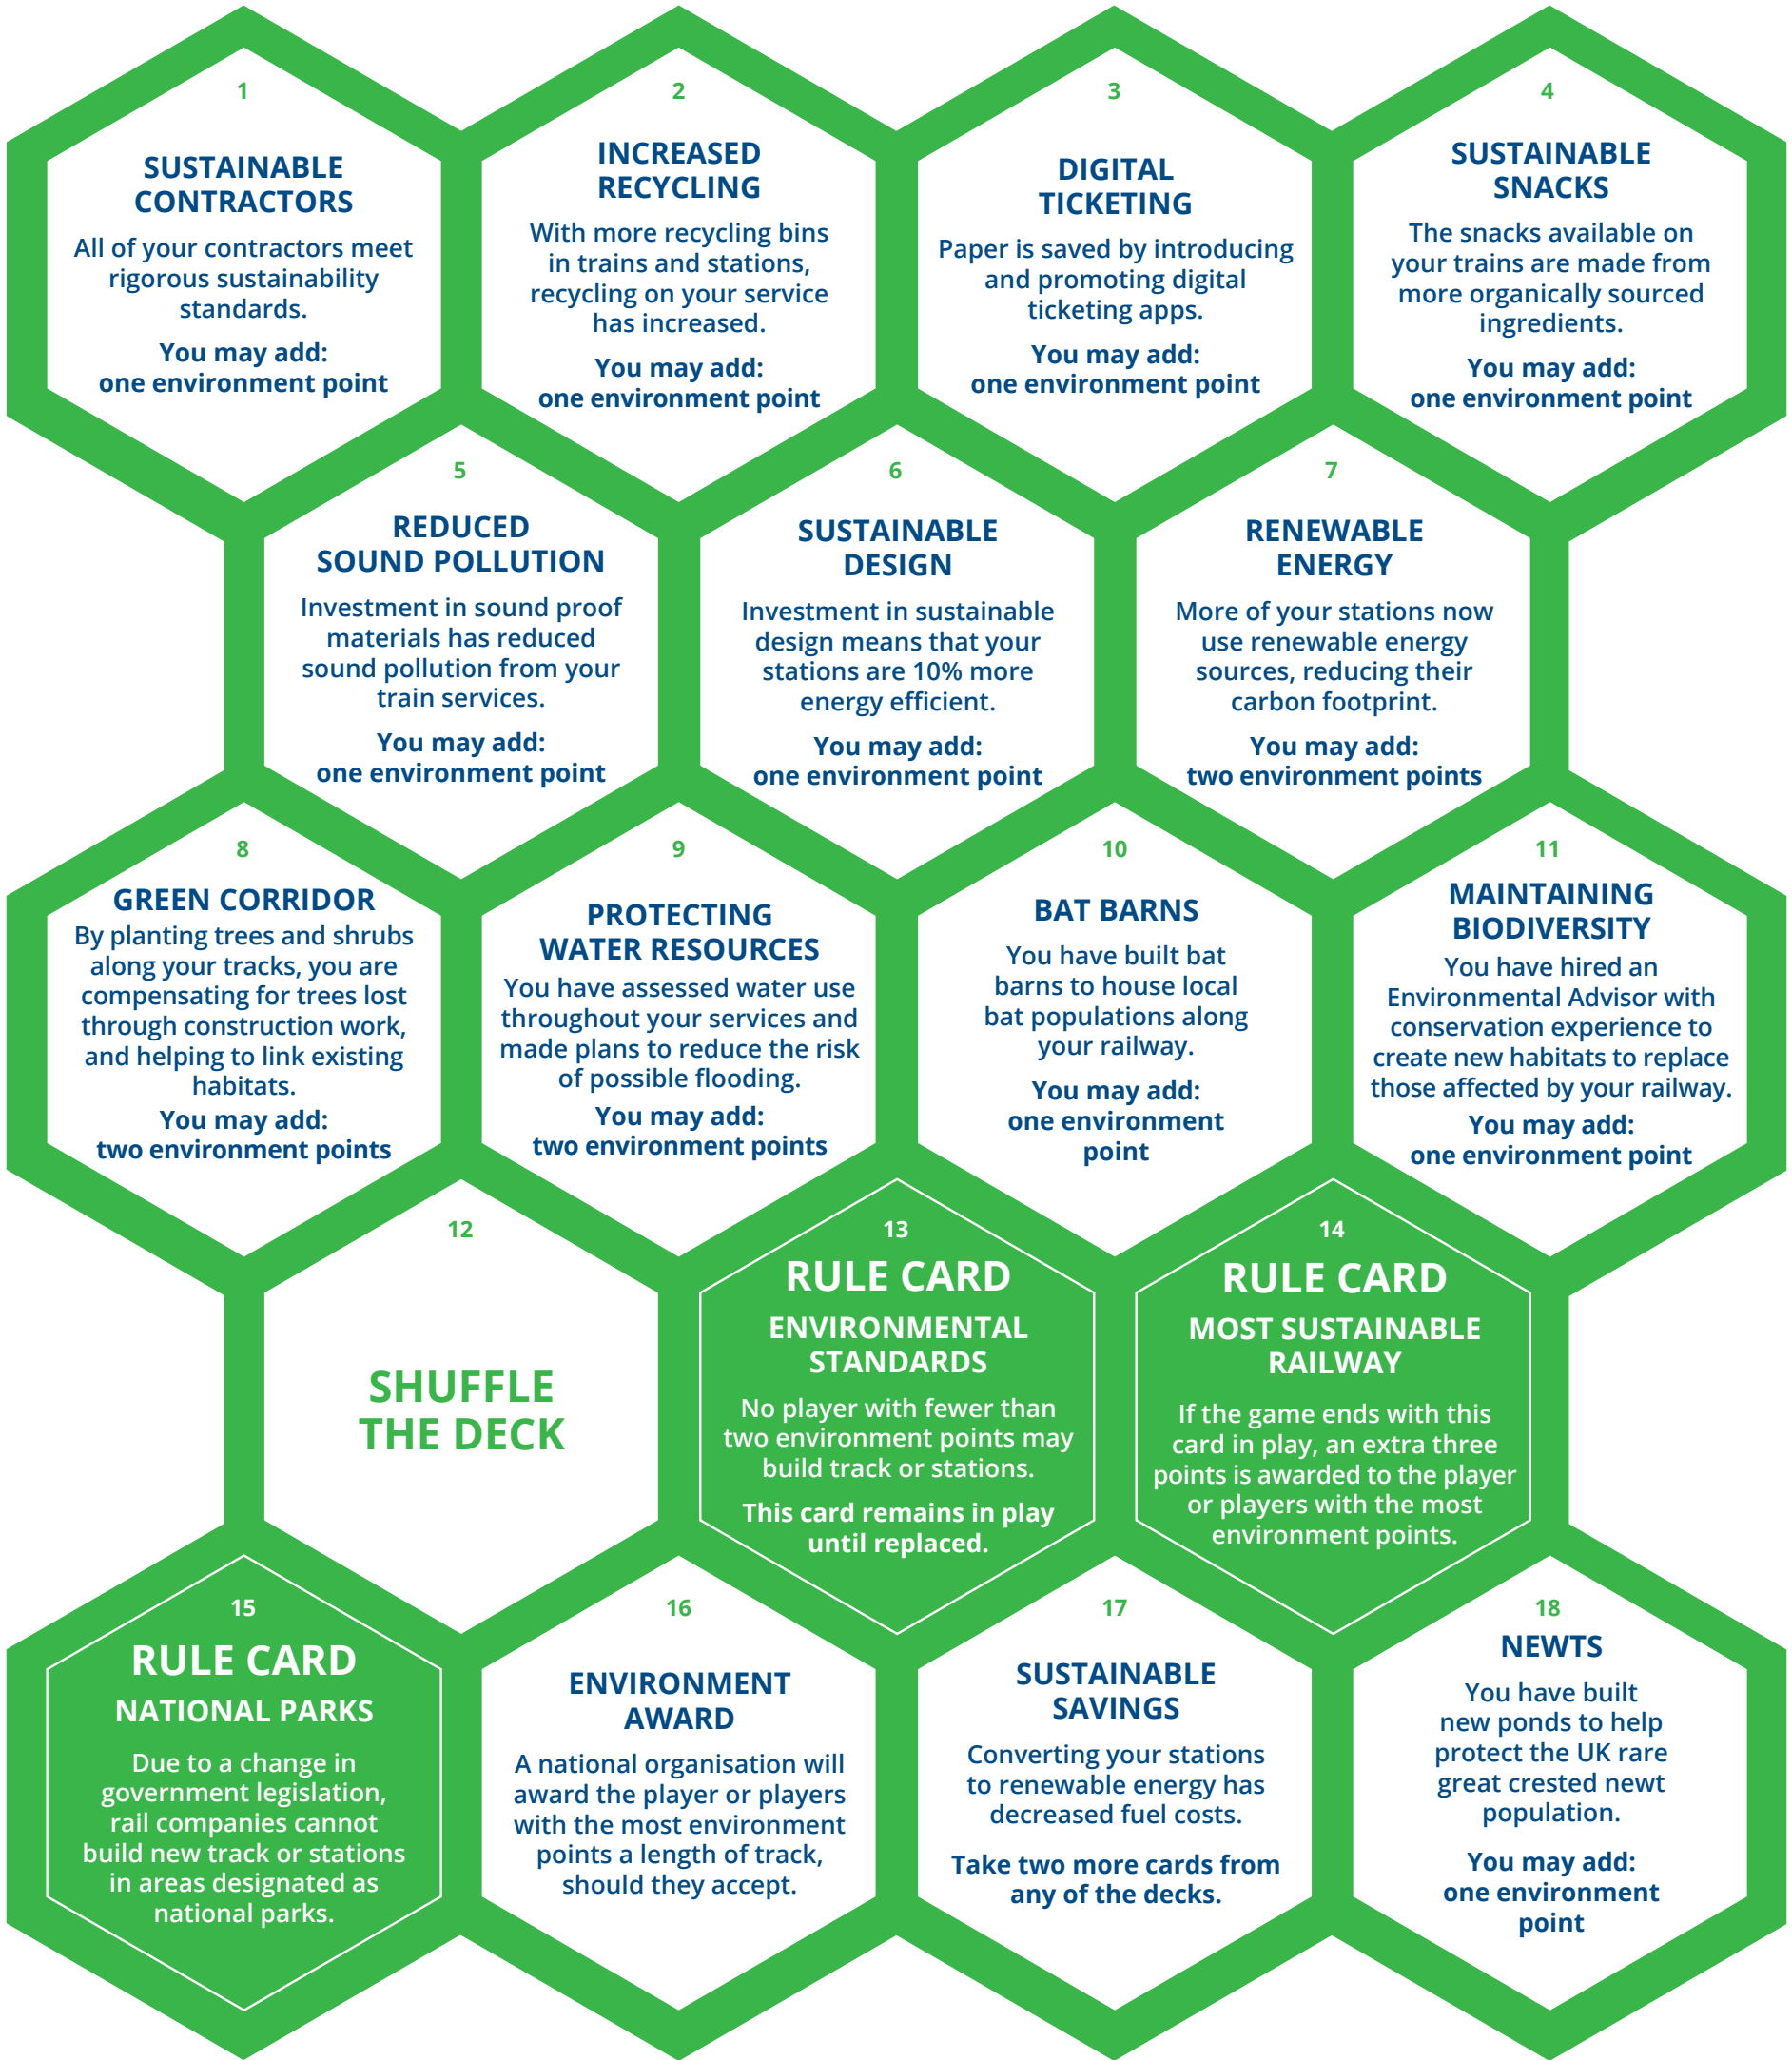 1
SUSTAINABLE
CONTRACTORS
All of your contractors meet
rigorous sustainability
standards.
You may add:
one environment point
2
INCREASED
RECYCLING
With more recycling bins
in trains and stations,
recycling on your service
has increased.
You may add:
one environment point
3
DIGITAL
TICKETING
Paper is saved by introducing
and promoting digital
ticketing apps.
You may add:
one environment point
4
SUSTAINABLE
SNACKS
The snacks available on
your trains are made from
more organically sourced
ingredients.
You may add:
one environment point
5
REDUCED
SOUND POLLUTION
Investment in sound proof
materials has reduced
sound pollution from your
train services.
You may add:
one environment point
6
SUSTAINABLE
DESIGN
Investment in sustainable
design means that your
stations are 10% more
energy efficient.
You may add:
one environment point
7
RENEWABLE
ENERGY
More of your stations now
use renewable energy
sources, reducing their
carbon footprint.
You may add:
two environment points
8
GREEN CORRIDOR
By planting trees and shrubs
along your tracks, you are
compensating for trees lost
through construction work,
and helping to link existing
habitats.
You may add:
two environment points
9
PROTECTING
WATER RESOURCES
You have assessed water use
throughout your services and
made plans to reduce the risk
of possible flooding.
You may add:
two environment points
10
BAT BARNS
You have built bat
barns to house local
bat populations along
your railway.
You may add:
one environment
point
11
MAINTAINING
BIODIVERSITY
You have hired an
Environmental Advisor with
conservation experience to
create new habitats to replace
those affected by your railway.
You may add:
one environment point
12
SHUFFLE
THE DECK
13
RULE CARD
ENVIRONMENTAL
STANDARDS
No player with fewer than
two environment points may
build track or stations.
This card remains in play
until replaced.
14
RULE CARD
MOST SUSTAINABLE
RAILWAY
If the game ends with this
card in play, an extra three
points is awarded to the player
or players with the most
environment points.
15
RULE CARD
NATIONAL PARKS
Due to a change in
government legislation,
rail companies cannot
build new track or stations
in areas designated as
national parks.
16
ENVIRONMENT
AWARD
A national organisation will
award the player or players
with the most environment
points a length of track,
should they accept.
17
SUSTAINABLE
SAVINGS
Converting your stations
to renewable energy has
decreased fuel costs.
Take two more cards from
any of the decks.
18
NEWTS
You have built
new ponds to help
protect the UK rare
great crested newt
population.
You may add:
one environment
point